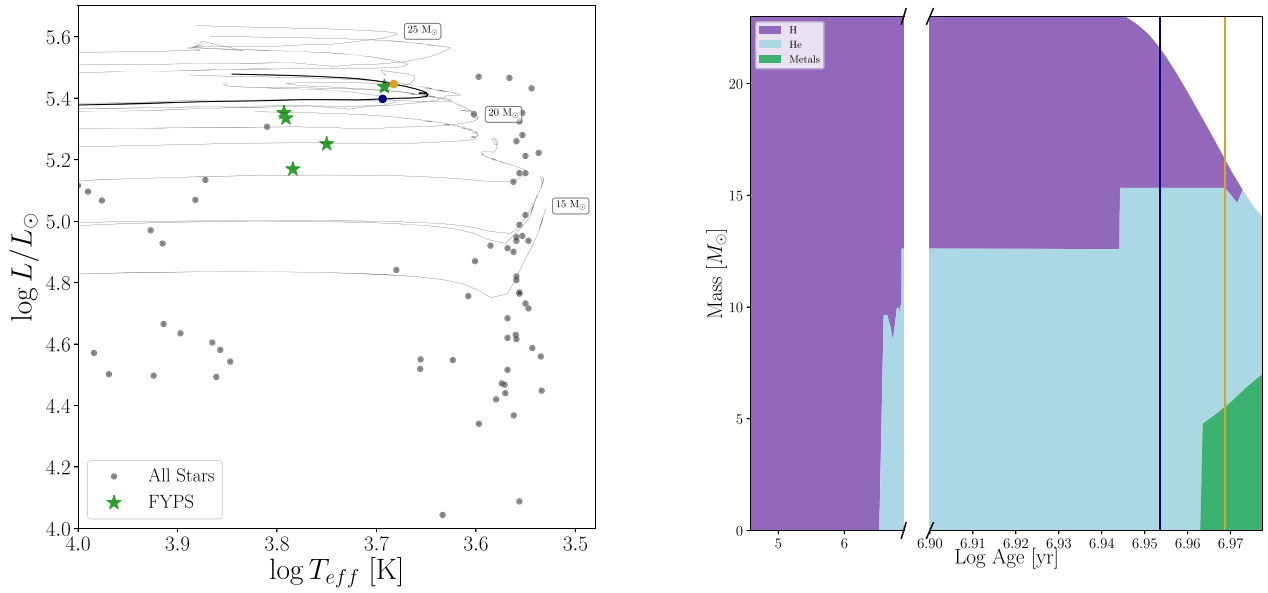 5.6
5.4
5.2
5.0
4.8
4.6
4.4
4.2
4.0
log L/L⊙
25 M⊙
20 M⊙
15 M⊙
All Stars
FYPS
4.0 3.9 3.8 3.7 3.6 3.5
log T_eff [K]
H
He
Metals
20
15
10
5
0
Mass [M⊙]
5 6 6.90 6.91 6.92 6.93 6.94 6.95 6.96 6.97
Log Age [yr]